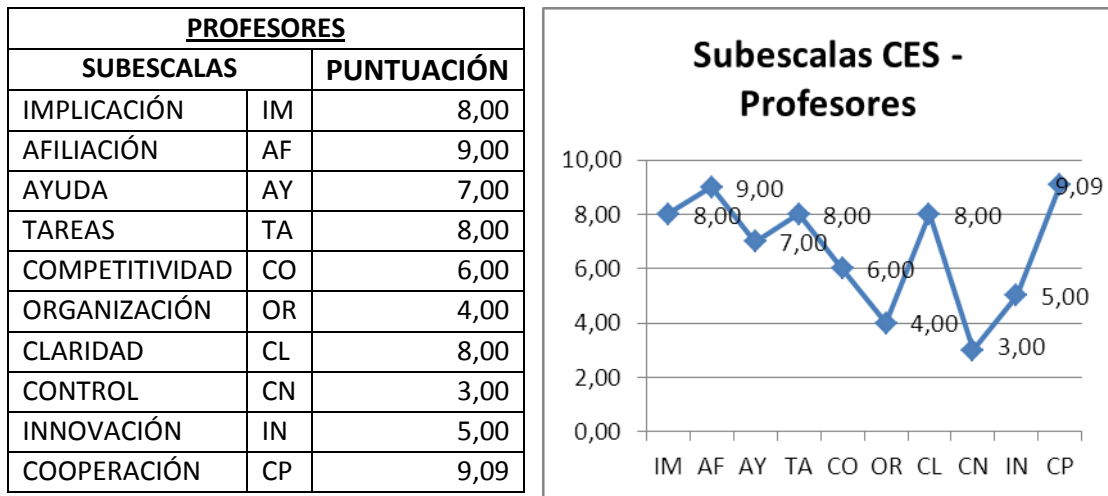 PROFESORES
SUBESCALAS PUNTUACIÓN
IMPLICACIÓN IM 8,00
AFILIACIÓN AF 9,00
AYUDA AY 7,00
TAREAS TA 8,00
COMPETITIVIDAD CO 6,00
ORGANIZACIÓN OR 4,00
CLARIDAD CL 8,00
CONTROL CN 3,00
INNOVACIÓN IN 5,00
COOPERACIÓN CP 9,09
Subescalas CES -
Profesores
10,00
8,00
6,00
4,00
2,00
0,00
8,00
9,00
7,00
8,00
6,00
4,00
8,00
3,00
5,00
9,09
IM AF AY TA CO OR CL CN IN CP